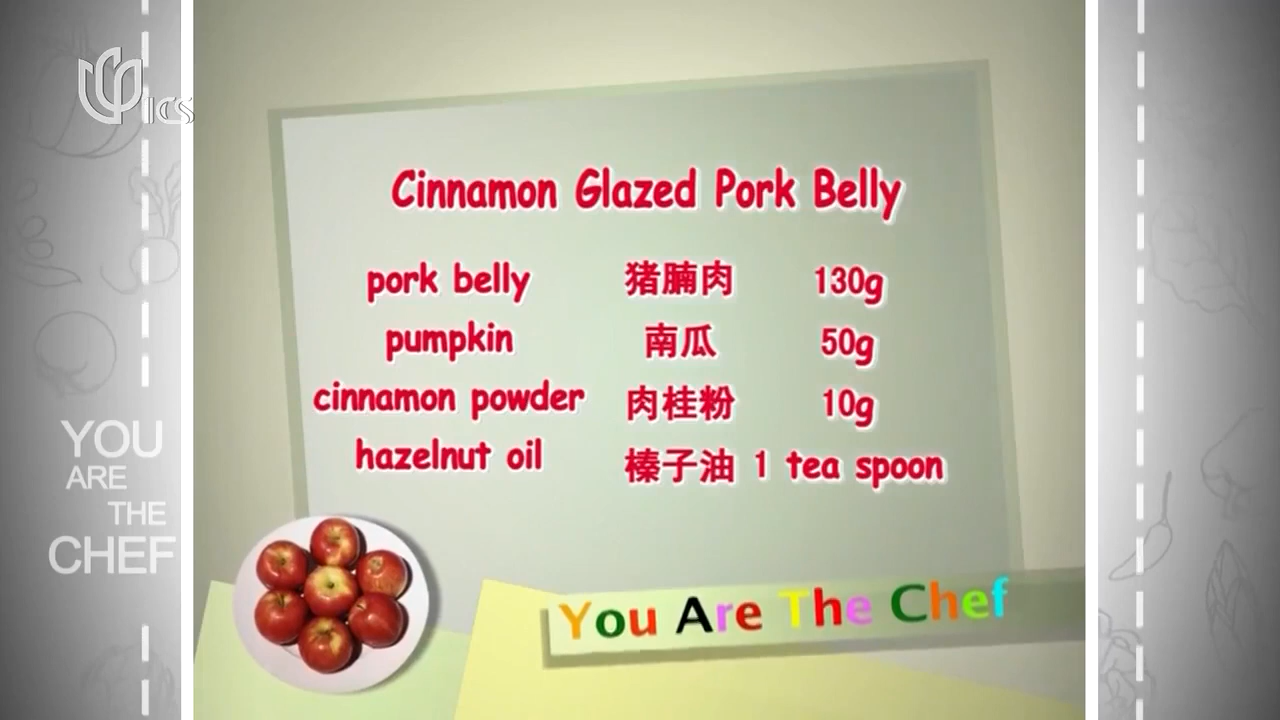 ICS
Cinnamon Glazed Pork Belly
pork belly 猪腩肉 130g
pumpkin 南瓜 50g
cinnamon powder 肉桂粉 10g
hazelnut oil 榛子油 1 tea spoon
YOU
ARE
THE
CHEF
You Are The Chef